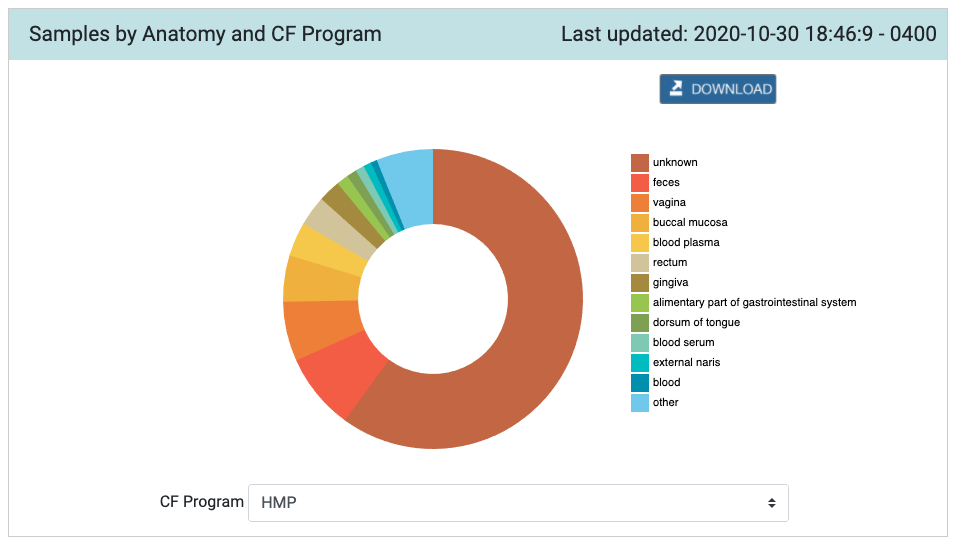 Samples by Anatomy and CF Program
Last updated: 2020-10-30 18:46:9 - 0400
DOWNLOAD
unknown
feces
vagina
buccal mucosa
blood plasma
rectum
gingiva
alimentary part of gastrointestinal system
dorsum of tongue
blood serum
external naris
blood
other
CF Program
HMP